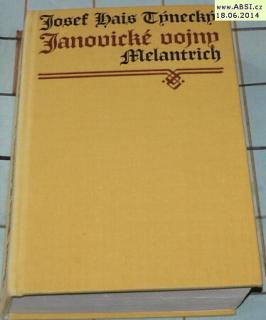 www.ABSI.cz
18.06.2014
Josef Hais Týnecký
Janovické vojny
Melantrich